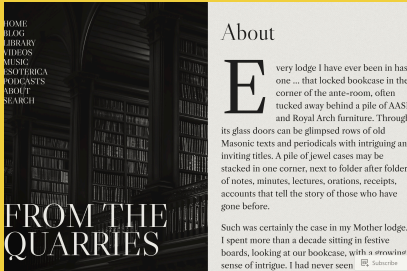 HOME
BLOG
LIBRARY
VIDEOS
MUSIC
ESOTERICA
PODCASTS
ABOUT
SEARCH
FROM THE
QUARRIES
About
Every lodge I have ever been in has
one ... that locked bookcase in the
corner of the ante-room, often
tucked away behind a pile of AASR
and Royal Arch furniture. Through
its glass doors can be glimpsed rows of old
Masonic texts and periodicals with intriguing an
inviting titles. A pile of jewel cases may be
stacked in one corner, next to folder after folder
of notes, minutes, lectures, orations, receipts,
accounts that tell the story of those who have
gone before.
Such was certainly the case in my Mother lodge.
I spent more than a decade sitting in festive
boards, looking at our bookcase, with a growing
sense of intrigue. I had never seen
Subscribe